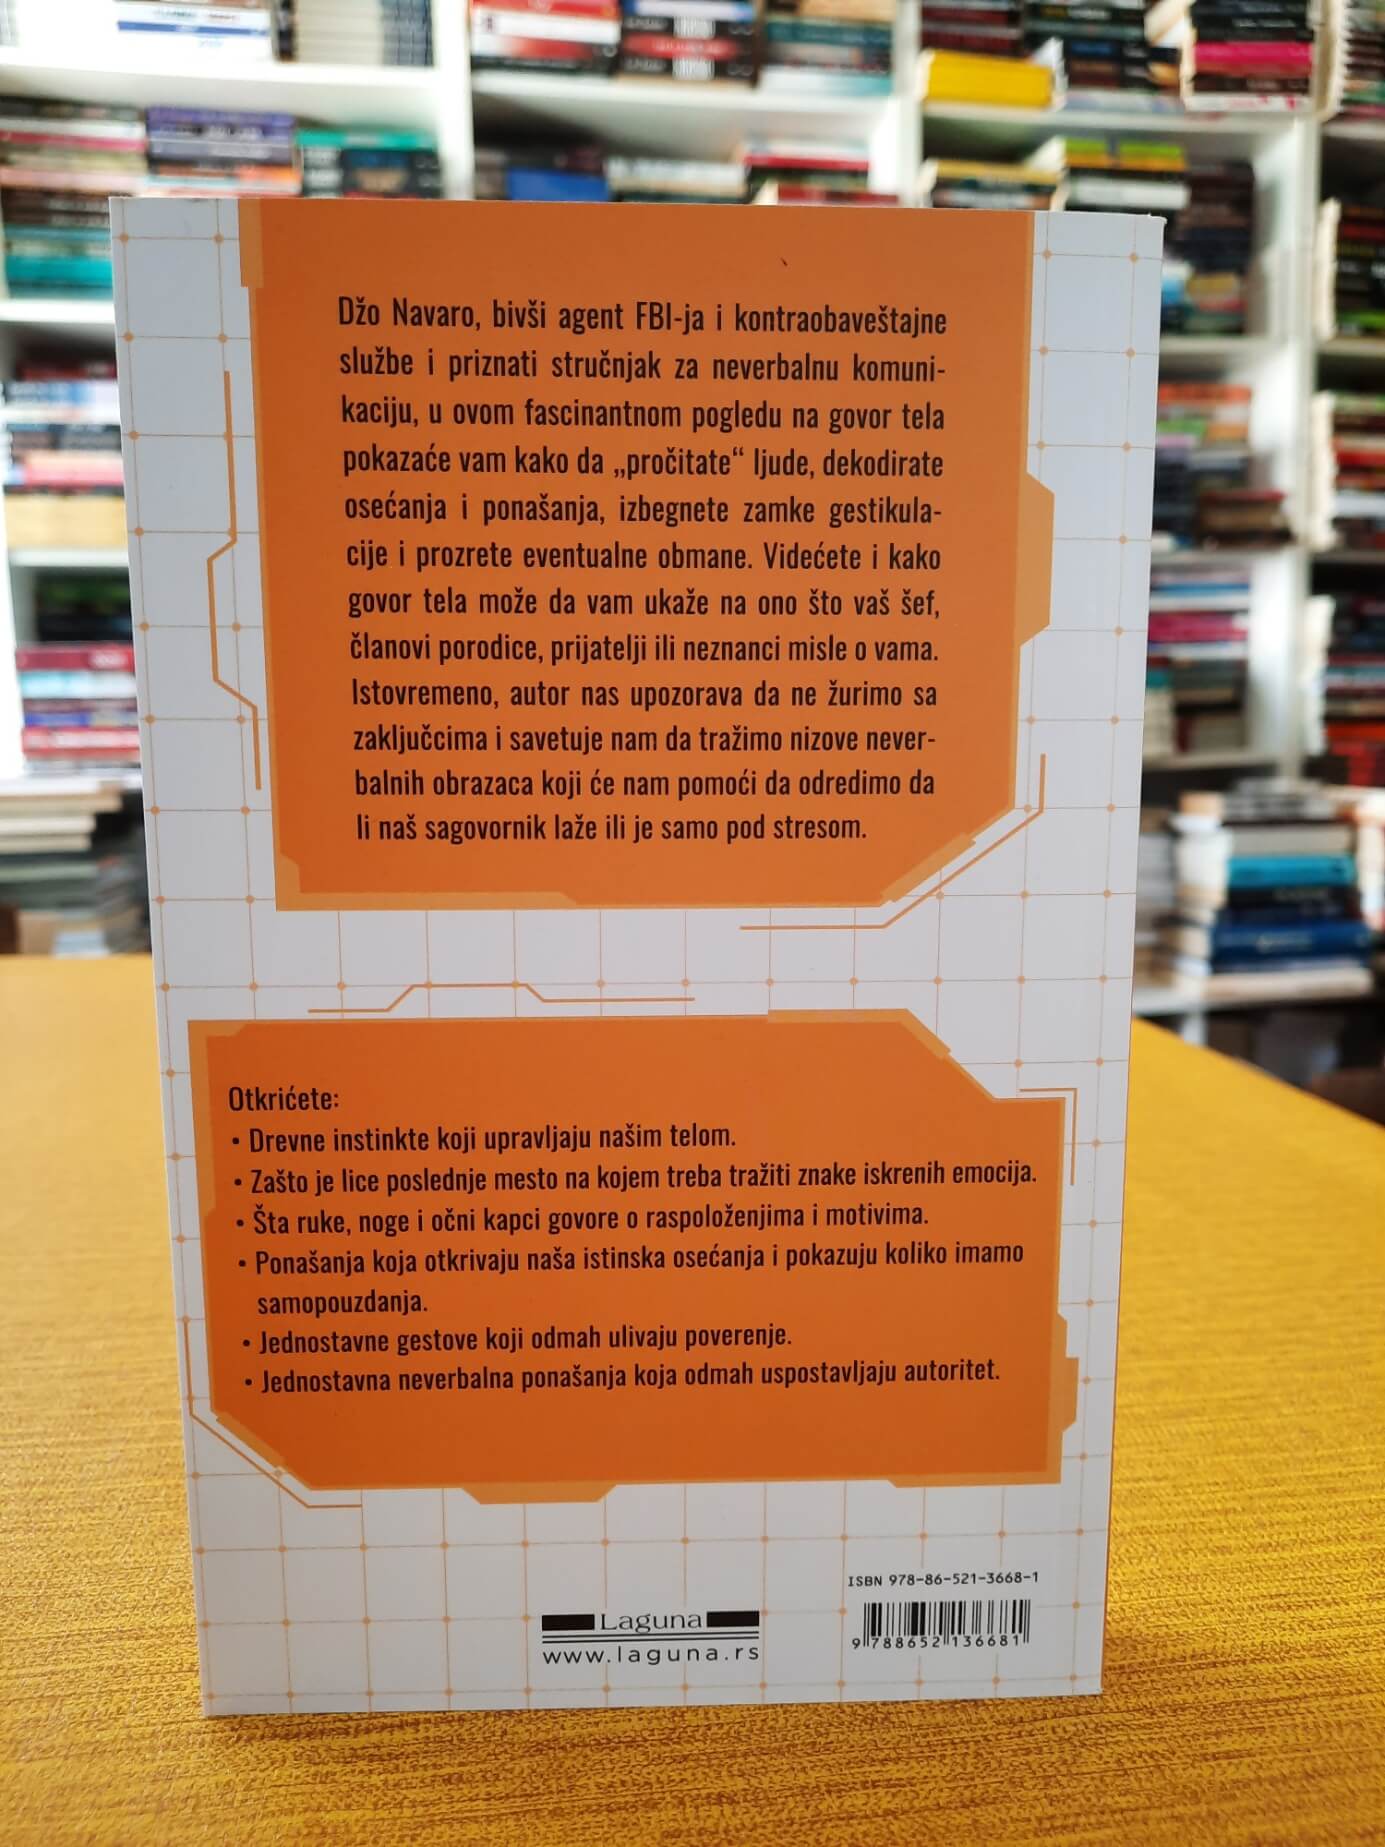 Džo Navaro, bivši agent FBI-ja i kontraobaveštajne
službe i priznati stručnjak za neverbalnu komuni-
kaciju, u ovom fascinantnom pogledu na govor tela
pokazaće vam kako da „pročitate“ ljude, dekodirate
osećanja i ponašanja, izbegnete zamke gestikula-
cije i prozrete eventualne obmane. Videćete i kako
govor tela može da vam ukaže na ono što vaš šef,
članovi porodice, prijatelji ili neznanci misle o vama.
Istovremeno, autor nas upozorava da ne žurimo sa
zaključcima i savetuje nam da tražimo nizove never-
balnih obrazaca koji će nam pomoći da odredimo da
li naš sagovornik laže ili je samo pod stresom.
Otkrićete:
• Drevne instinkte koji upravljaju našim telom.
• Zašto je lice poslednje mesto na kojem treba tražiti znake iskrenih emocija.
• Šta ruke, noge i očni kapci govore o raspoloženjima i motivima.
• Ponašanja koja otkrivaju naša istinska osećanja i pokazuju koliko imamo
samopouzdanja.
• Jednostavne gestove koji odmah ulivaju poverenje.
• Jednostavna neverbalna ponašanja koja odmah uspostavljaju autoritet.
ISBN 978-86-521-3668-1
9 788652 136681
Laguna
www.laguna.rs